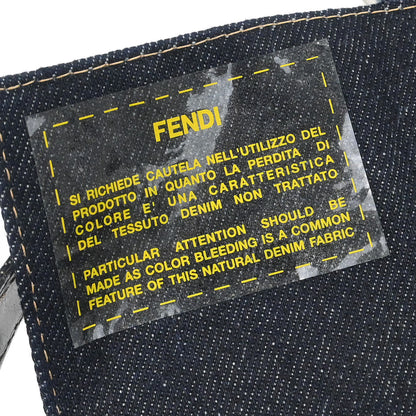 FENDI
SI RICHIEDE CAUTELA NELL'UTILIZZO DEL
PRODOTTO IN QUANTO LA PERDITA DI
COLORE E' UNA CARATTERISTICA
DEL TESSUTO DENIM NON TRATTATO
PARTICULAR ATTENTION SHOULD BE
MADE AS COLOR BLEEDING IS A COMMON
FEATURE OF THIS NATURAL DENIM FABRIC